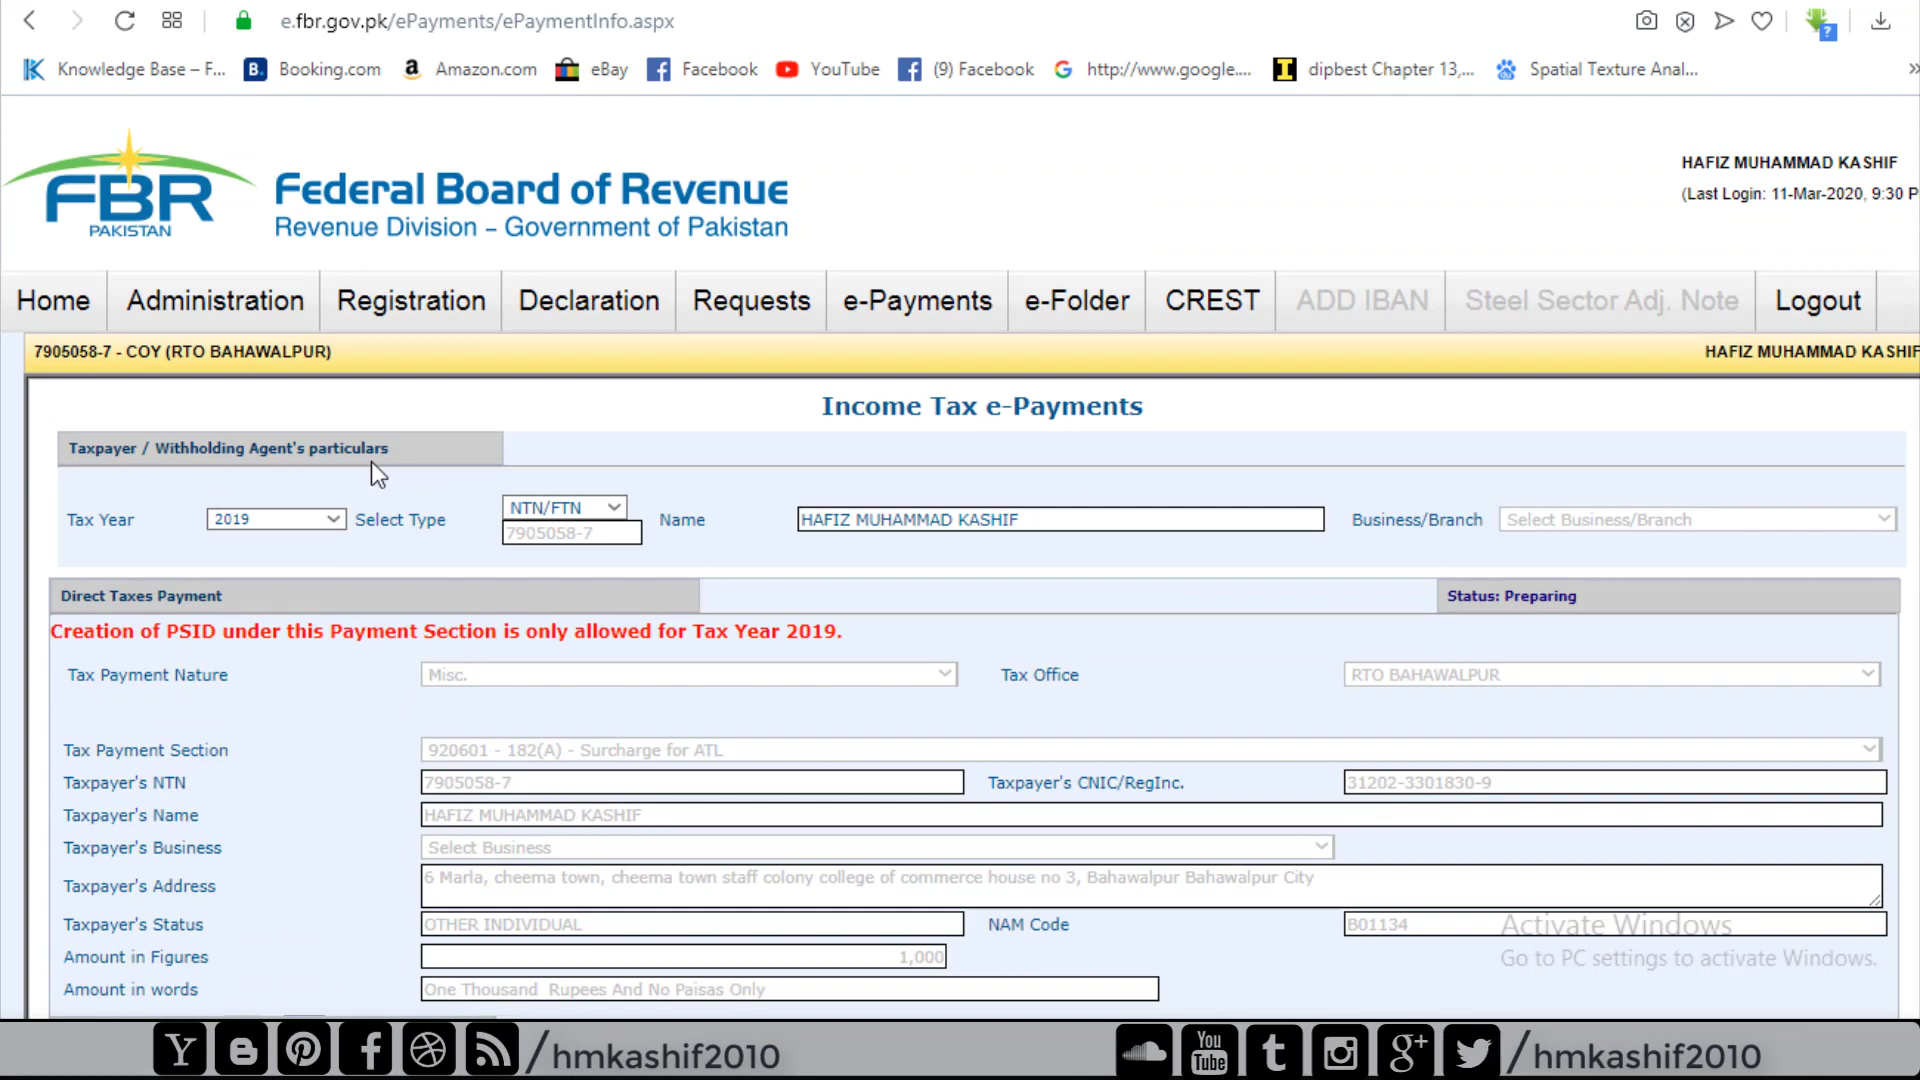 e.fbr.gov.pk/ePayments/ePaymentInfo.aspx
Knowledge Base – F... Booking.com Amazon.com eBay Facebook YouTube (9) Facebook http://www.google.... dipbest Chapter 13,... Spatial Texture Anal...
FBR
PAKISTAN
Federal Board of Revenue
Revenue Division – Government of Pakistan
HAFIZ MUHAMMAD KASHIF
(Last Login: 11-Mar-2020, 9:30 P
Home Administration Registration Declaration Requests e-Payments e-Folder CREST ADD IBAN Steel Sector Adj. Note Logout
7905058-7 - COY (RTO BAHAWALPUR) HAFIZ MUHAMMAD KASHIF
Income Tax e-Payments
Taxpayer / Withholding Agent's particulars
Tax Year 2019 Select Type NTN/FTN Name HAFIZ MUHAMMAD KASHIF Business/Branch Select Business/Branch
7905058-7
Direct Taxes Payment Status: Preparing
Creation of PSID under this Payment Section is only allowed for Tax Year 2019.
Tax Payment Nature Misc. Tax Office RTO BAHAWALPUR
Tax Payment Section 920601 - 182(A) - Surcharge for ATL
Taxpayer's NTN 7905058-7 Taxpayer's CNIC/RegInc. 31202-3301830-9
Taxpayer's Name HAFIZ MUHAMMAD KASHIF
Taxpayer's Business Select Business
Taxpayer's Address 6 Marla, cheema town, cheema town staff colony college of commerce house no 3, Bahawalpur Bahawalpur City
Taxpayer's Status OTHER INDIVIDUAL NAM Code B01134
Activate Windows
Amount in Figures 1,000
Go to PC settings to activate Windows.
Amount in words One Thousand Rupees And No Paisas Only
/hmkashif2010 You Tube /hmkashif2010